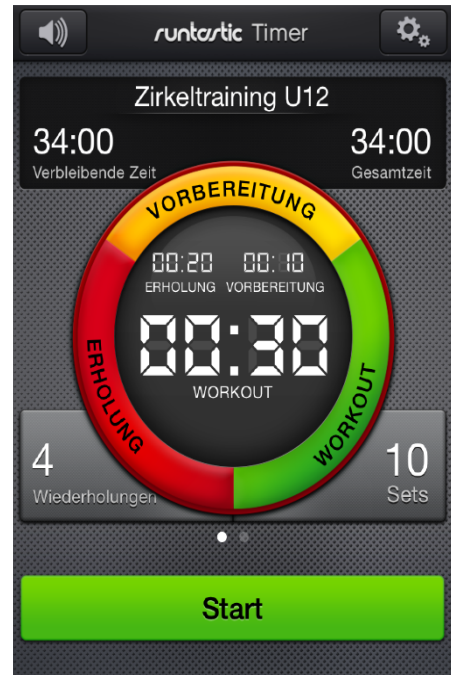 runtastic Timer
Zirkeltraining U12
34:00
Verbleibende Zeit
34:00
Gesamtzeit
VORBEREITUNG
00:20
ERHOLUNG
00:10
VORBEREITUNG
00:30
WORKOUT
ERHOLUNG
WORKOUT
4
Wiederholungen
10
Sets
Start